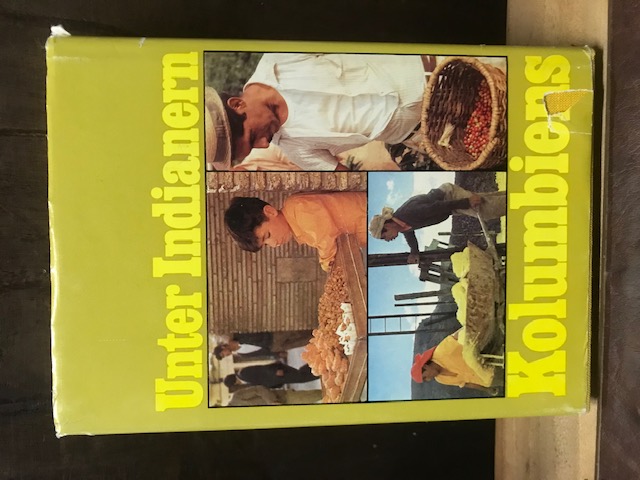 Unter Indianern
Kolumbiens